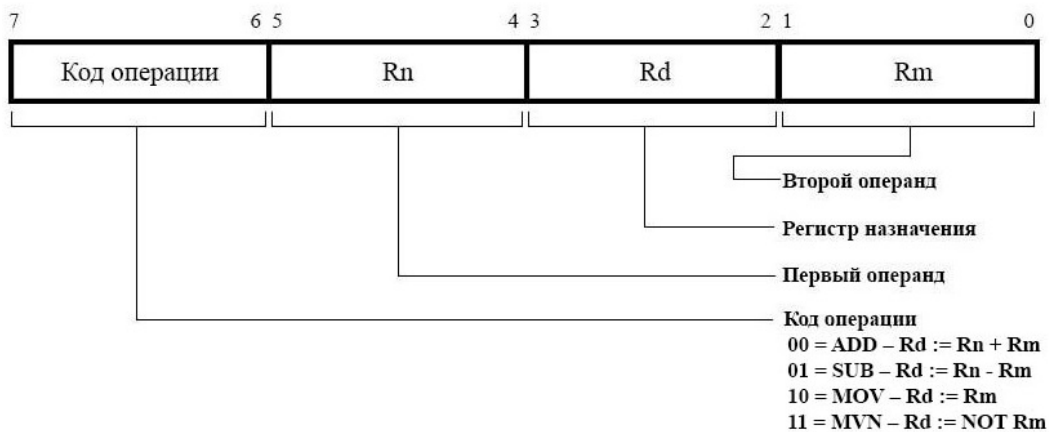 7 6 5 4 3 2 1 0
Код операции Rn Rd Rm
Второй операнд
Регистр назначения
Первый операнд
Код операции
00 = ADD – Rd := Rn + Rm
01 = SUB – Rd := Rn - Rm
10 = MOV – Rd := Rm
11 = MVN – Rd := NOT Rm